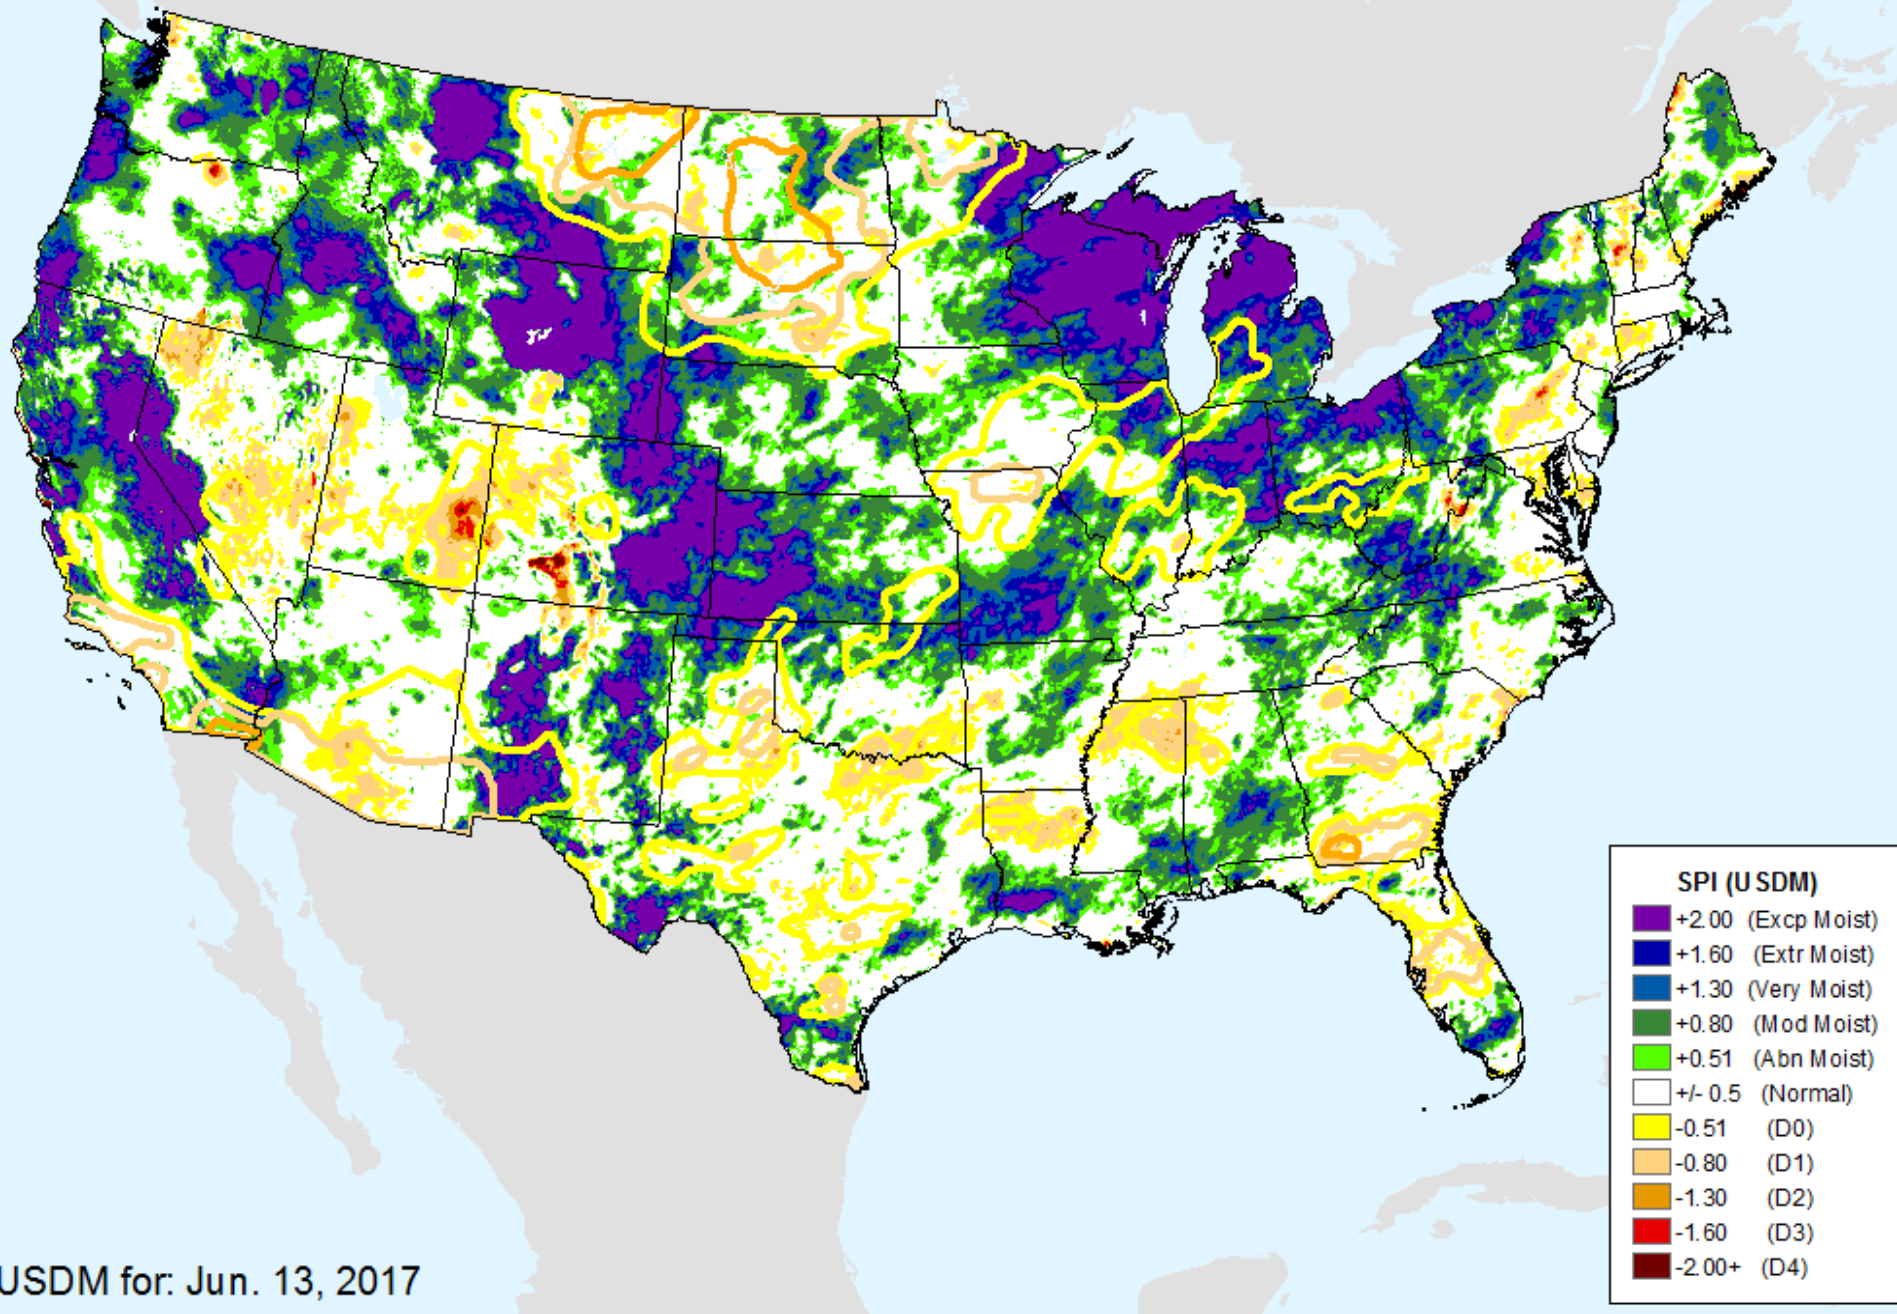 SPI (USDM)
+2.00 (Excp Moist)
+1.60 (Extr Moist)
+1.30 (Very Moist)
+0.80 (Mod Moist)
+0.51 (Abn Moist)
+/- 0.5 (Normal)
-0.51 (D0)
-0.80 (D1)
-1.30 (D2)
-1.60 (D3)
-2.00+ (D4)
USDM for: Jun. 13, 2017